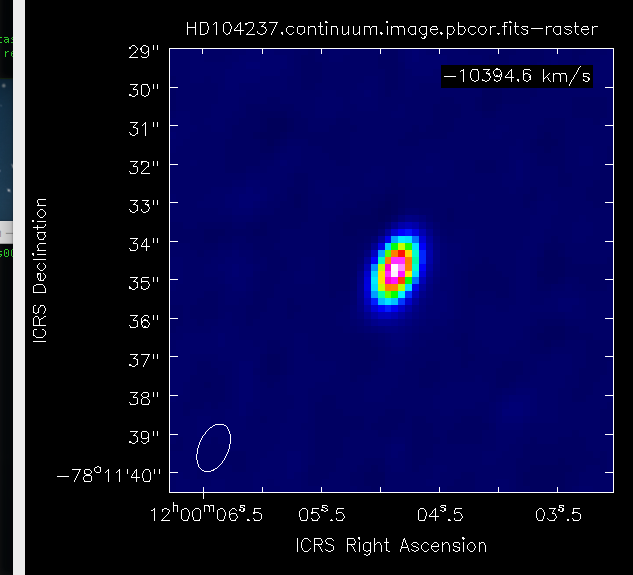 HD104237.continuum.image.pbcor.fits-raster
-10394.6 km/s
29"
30"
31"
32"
33"
34"
35"
36"
37"
38"
39"
-78°11'40"
ICRS Declination
12ʰ00ᵐ06ˢ.5 05ˢ.5 04ˢ.5 03ˢ.5
ICRS Right Ascension